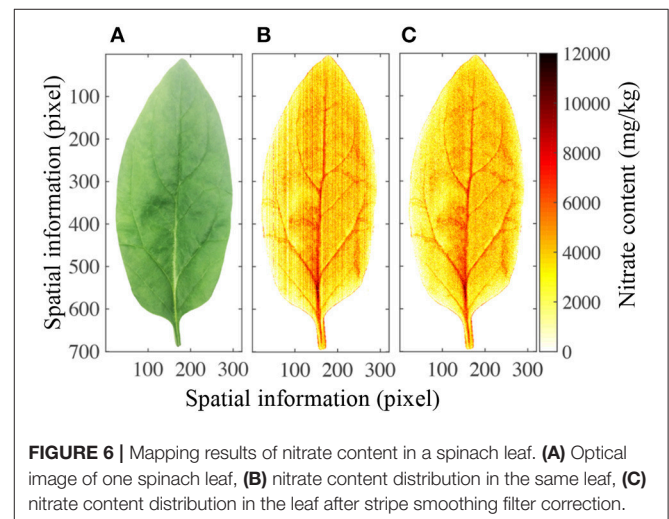 A B C
12000
10000
8000
6000
4000
2000
0
Nitrate content (mg/kg)
100
200
300
400
500
600
700
Spatial information (pixel)
100 200 300 100 200 300 100 200 300
Spatial information (pixel)
FIGURE 6 | Mapping results of nitrate content in a spinach leaf. (A) Optical
image of one spinach leaf, (B) nitrate content distribution in the same leaf, (C)
nitrate content distribution in the leaf after stripe smoothing filter correction.